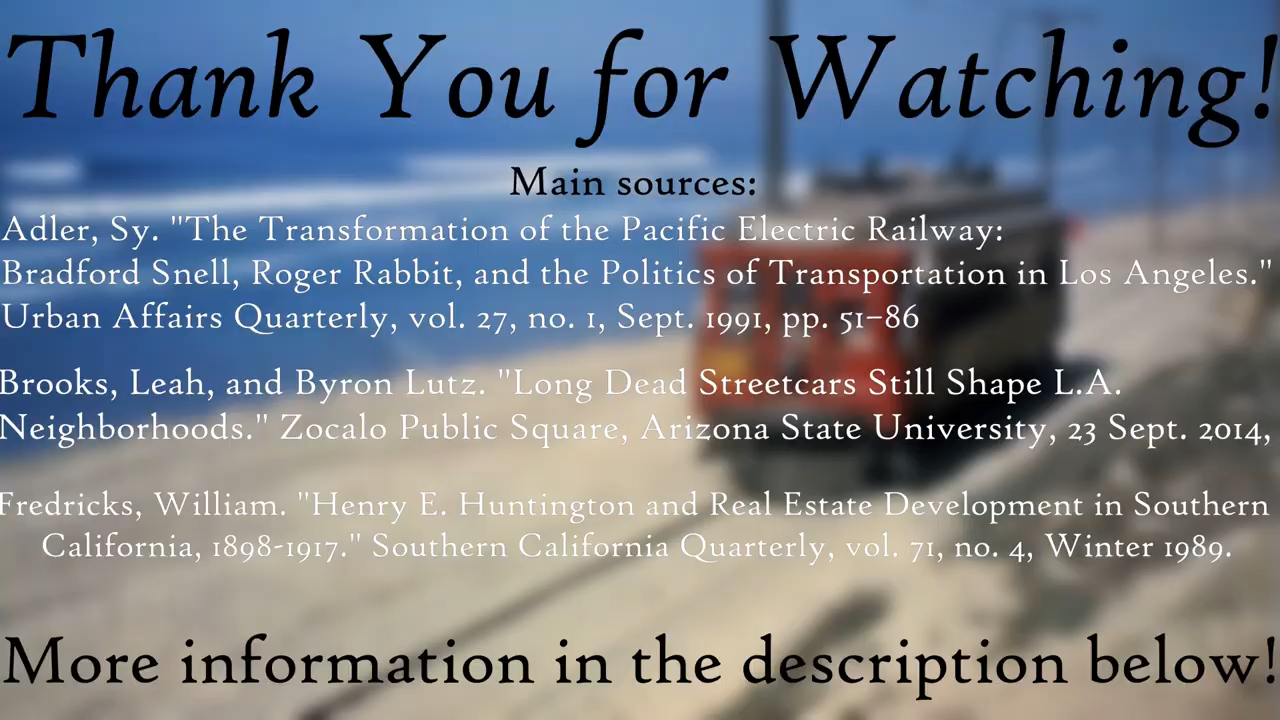 Thank You for Watching!
Main sources:
Adler, Sy. "The Transformation of the Pacific Electric Railway:
Bradford Snell, Roger Rabbit, and the Politics of Transportation in Los Angeles."
Urban Affairs Quarterly, vol. 27, no. 1, Sept. 1991, pp. 51–86
Brooks, Leah, and Byron Lutz. "Long Dead Streetcars Still Shape L.A.
Neighborhoods." Zocalo Public Square, Arizona State University, 23 Sept. 2014,
Fredricks, William. "Henry E. Huntington and Real Estate Development in Southern
California, 1898-1917." Southern California Quarterly, vol. 71, no. 4, Winter 1989.
More information in the description below!